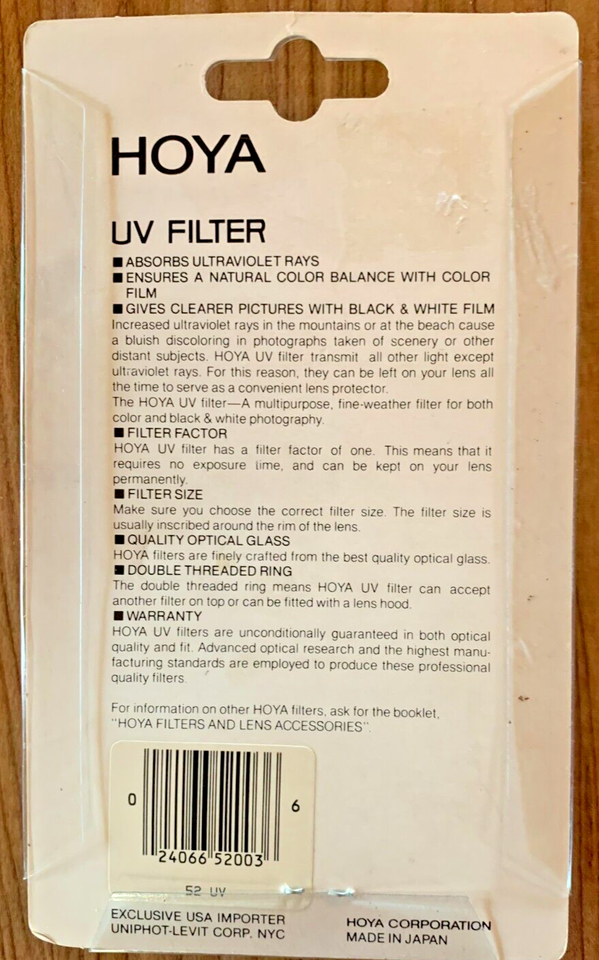 HOYA
UV FILTER
■ ABSORBS ULTRAVIOLET RAYS
■ ENSURES A NATURAL COLOR BALANCE WITH COLOR
FILM
■ GIVES CLEARER PICTURES WITH BLACK & WHITE FILM
Increased ultraviolet rays in the mountains or at the beach cause
a bluish discoloring in photographs taken of scenery or other
distant subjects. HOYA UV filter transmit all other light except
ultraviolet rays. For this reason, they can be left on your lens all
the time to serve as a convenient lens protector.
The HOYA UV filter—A multipurpose, fine-weather filter for both
color and black & white photography.
■ FILTER FACTOR
HOYA UV filter has a filter factor of one. This means that it
requires no exposure time, and can be kept on your lens
permanently.
■ FILTER SIZE
Make sure you choose the correct filter size. The filter size is
usually inscribed around the rim of the lens.
■ QUALITY OPTICAL GLASS
HOYA filters are finely crafted from the best quality optical glass.
■ DOUBLE THREADED RING
The double threaded ring means HOYA UV filter can accept
another filter on top or can be fitted with a lens hood.
■ WARRANTY
HOYA UV filters are unconditionally guaranteed in both optical
quality and fit. Advanced optical research and the highest manu-
facturing standards are employed to produce these professional
quality filters.
For information on other HOYA filters, ask for the booklet,
"HOYA FILTERS AND LENS ACCESSORIES".
0 24066 52003 6
52 UV
EXCLUSIVE USA IMPORTER
UNIPHOT-LEVIT CORP. NYC
HOYA CORPORATION
MADE IN JAPAN